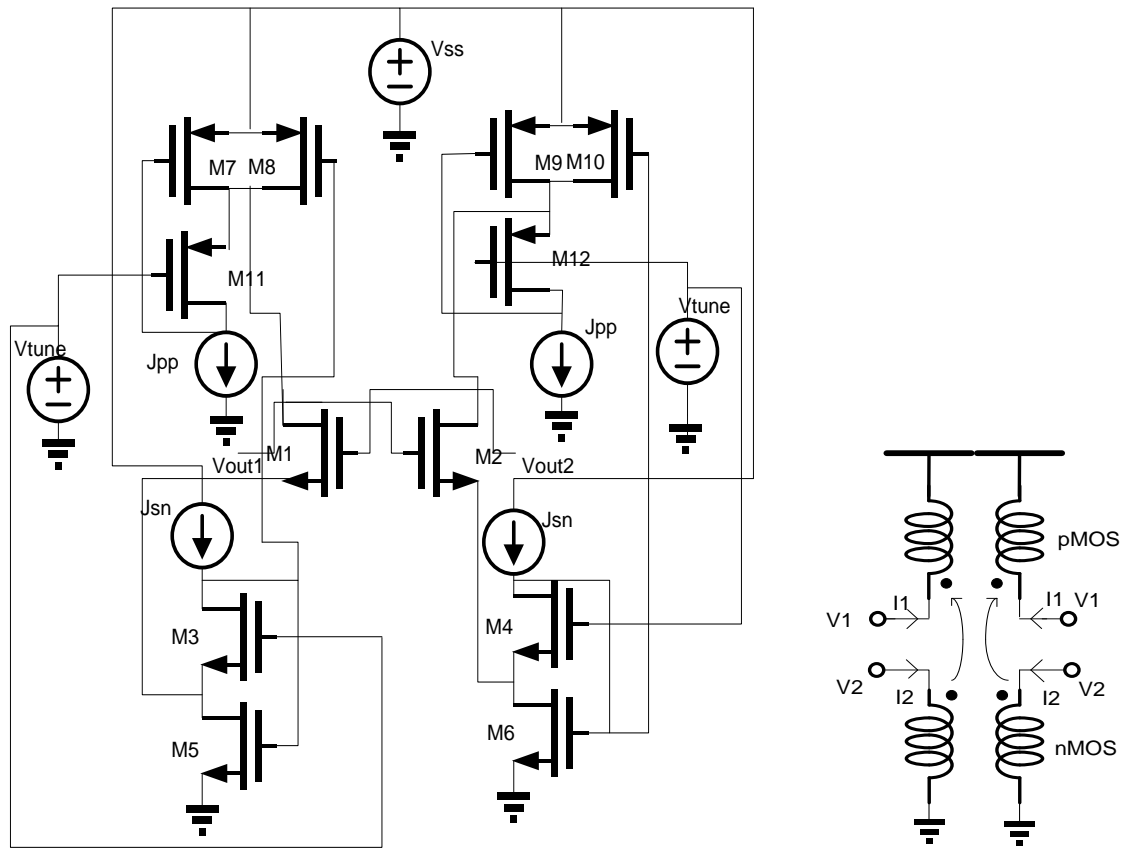 Vss
M7 M8
M9 M10
M11
M12
Vtune
Vtune
Jpp
Jpp
Vout1
M1
M2
Vout2
Jsn
Jsn
M3
M4
M5
M6
pMOS
I1
I1
V1
V1
V2
V2
I2
I2
nMOS